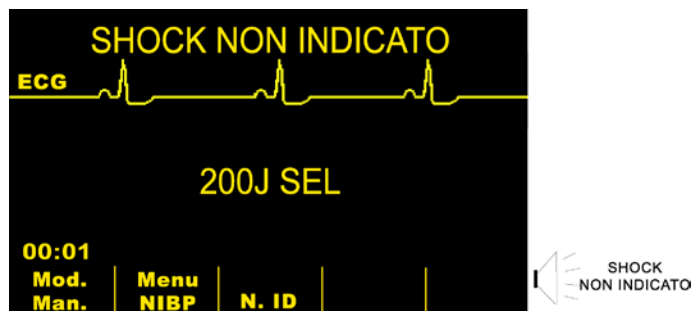 SHOCK NON INDICATO
ECG
200J SEL
00:01
Mod. Menu
Man. NIBP N. ID
SHOCK
NON INDICATO